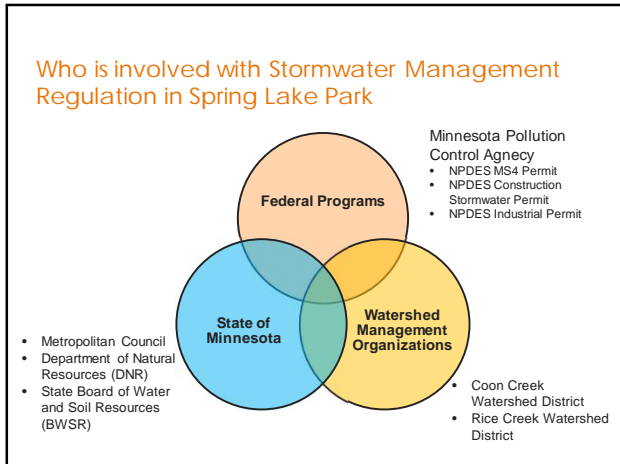 Who is involved with Stormwater Management
Regulation in Spring Lake Park
Minnesota Pollution
Control Agnecy
• NPDES MS4 Permit
• NPDES Construction
Stormwater Permit
• NPDES Industrial Permit
Federal Programs
State of
Minnesota
Watershed
Management
Organizations
• Metropolitan Council
• Department of Natural
Resources (DNR)
• State Board of Water
and Soil Resources
(BWSR)
• Coon Creek
Watershed District
• Rice Creek Watershed
District